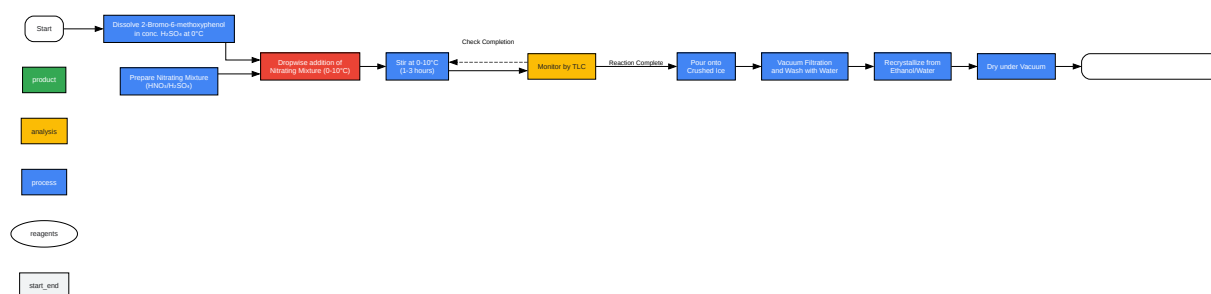 Start
Dissolve 2-Bromo-6-methoxyphenol
in conc. H₂SO₄ at 0°C
Prepare Nitrating Mixture
(HNO₃/H₂SO₄)
Dropwise addition of
Nitrating Mixture (0-10°C)
Stir at 0-10°C
(1-3 hours)
Check Completion
Monitor by TLC
Reaction Complete
Pour onto
Crushed Ice
Vacuum Filtration
and Wash with Water
Recrystallize from
Ethanol/Water
Dry under Vacuum
product
analysis
process
reagents
start_end